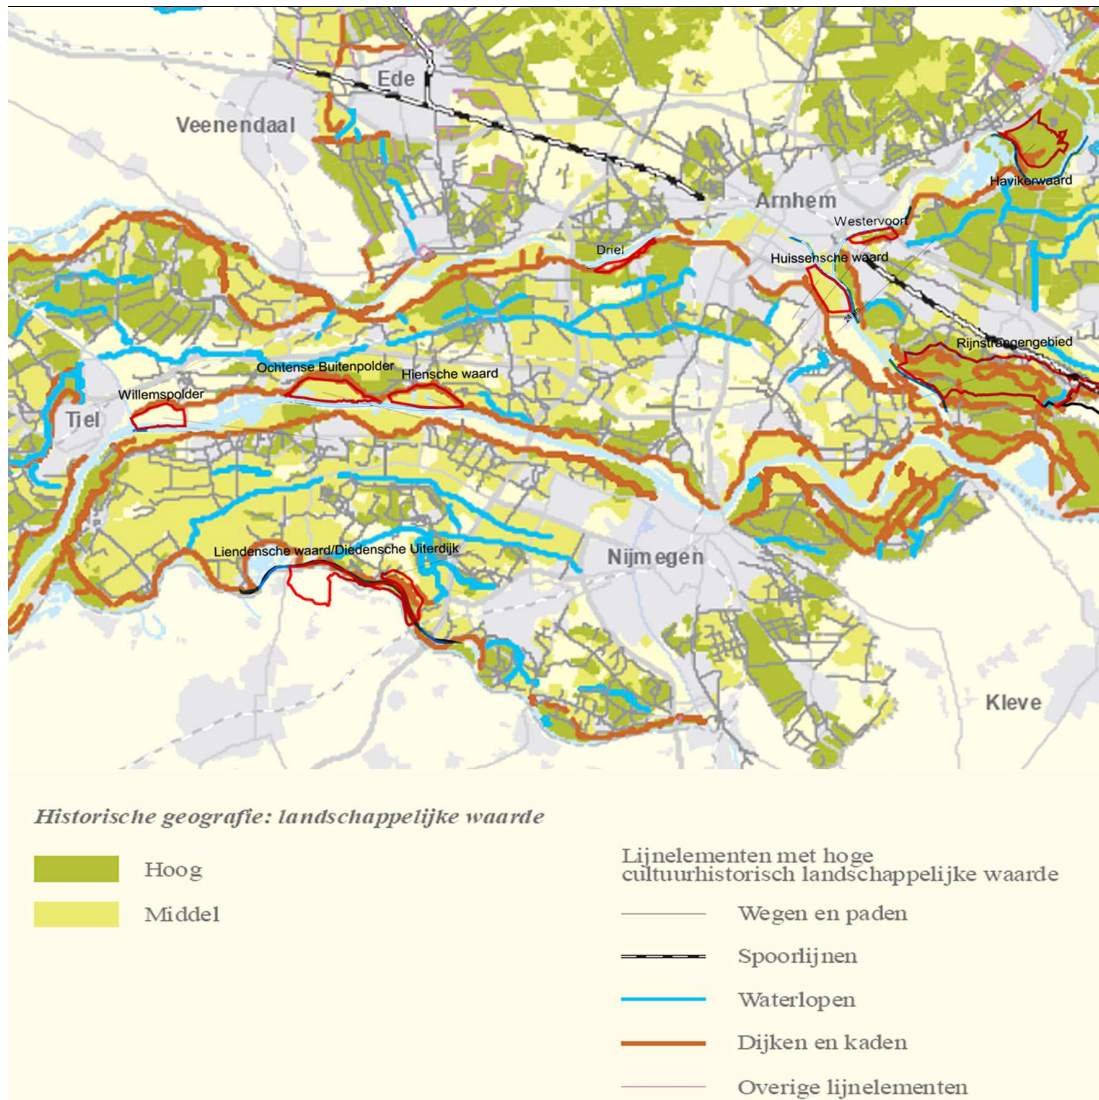 Ede
Veenendaal
Havikerwaard
Arnhem
Westervoort
Driel
Huissensche waard
Rijnstrangengebied
Ochtense Buitenpolder
Hiensche waard
Willemspolder
Tiel
Liendensche waard/Diedensche Uiterdijk
Nijmegen
Kleve
Historische geografie: landschappelijke waarde
Hoog
Middel
Lijnelementen met hoge
cultuurhistorisch landschappelijke waarde
Wegen en paden
Spoorlijnen
Waterlopen
Dijken en kaden
Overige lijnelementen